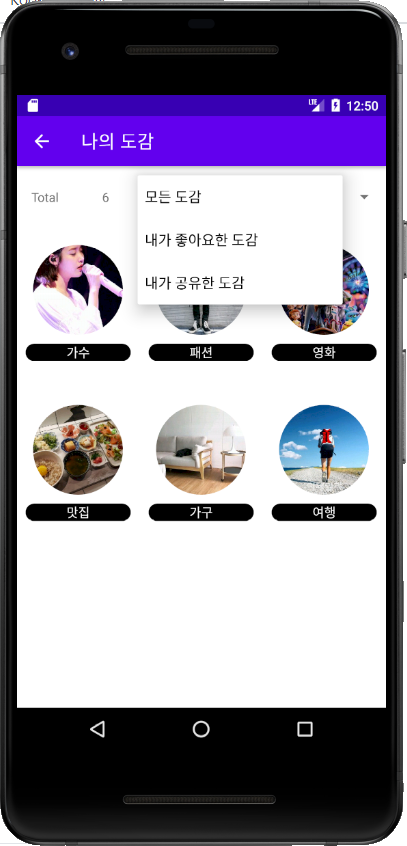 12:50
나의 도감
Total 6
모든 도감
내가 좋아요한 도감
내가 공유한 도감
가수 패션 영화
맛집 가구 여행